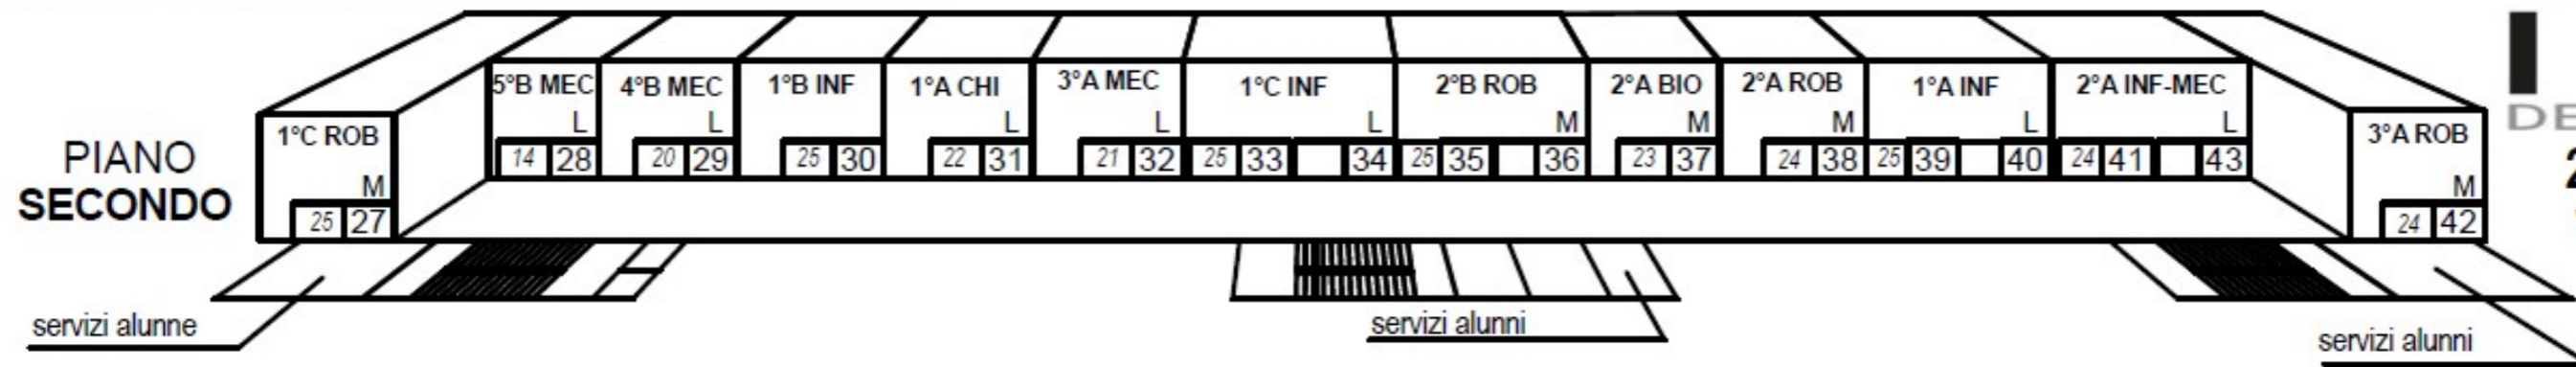 PIANO
SECONDO
1°C ROB
M
25 27
5°B MEC
L
14 28
4°B MEC
L
20 29
1°B INF
25 30
1°A CHI
L
22 31
3°A MEC
L
21 32
1°C INF
L
25 33 34
2°B ROB
M
25 35 36
2°A BIO
M
23 37
2°A ROB
M
24 38
1°A INF
L
25 39 40
2°A INF-MEC
L
24 41 43
3°A ROB
M
24 42
servizi alunne
servizi alunni
servizi alunni
DE